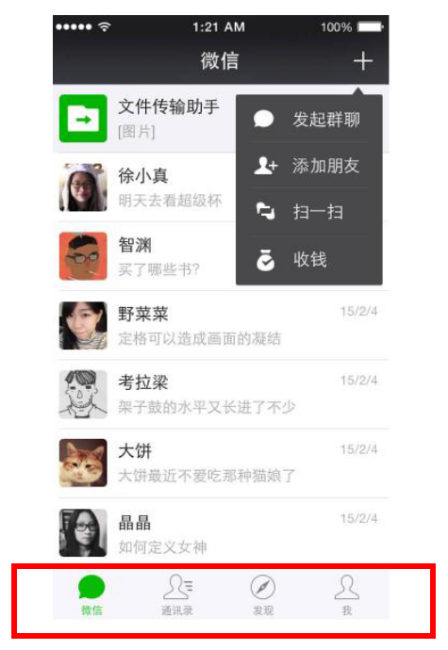 1:21 AM 100%
微信
文件传输助手
[图片]
发起群聊
添加朋友
扫一扫
收钱
徐小真
明天去看超级杯
智渊
买了哪些书?
野菜菜 15/2/4
定格可以造成画面的凝结
考拉梁 15/2/4
架子鼓的水平又长进了不少
大饼 15/2/4
大饼最近不爱吃那种猫娘了
晶晶 15/2/4
如何定义女神
微信 通讯录 发现 我